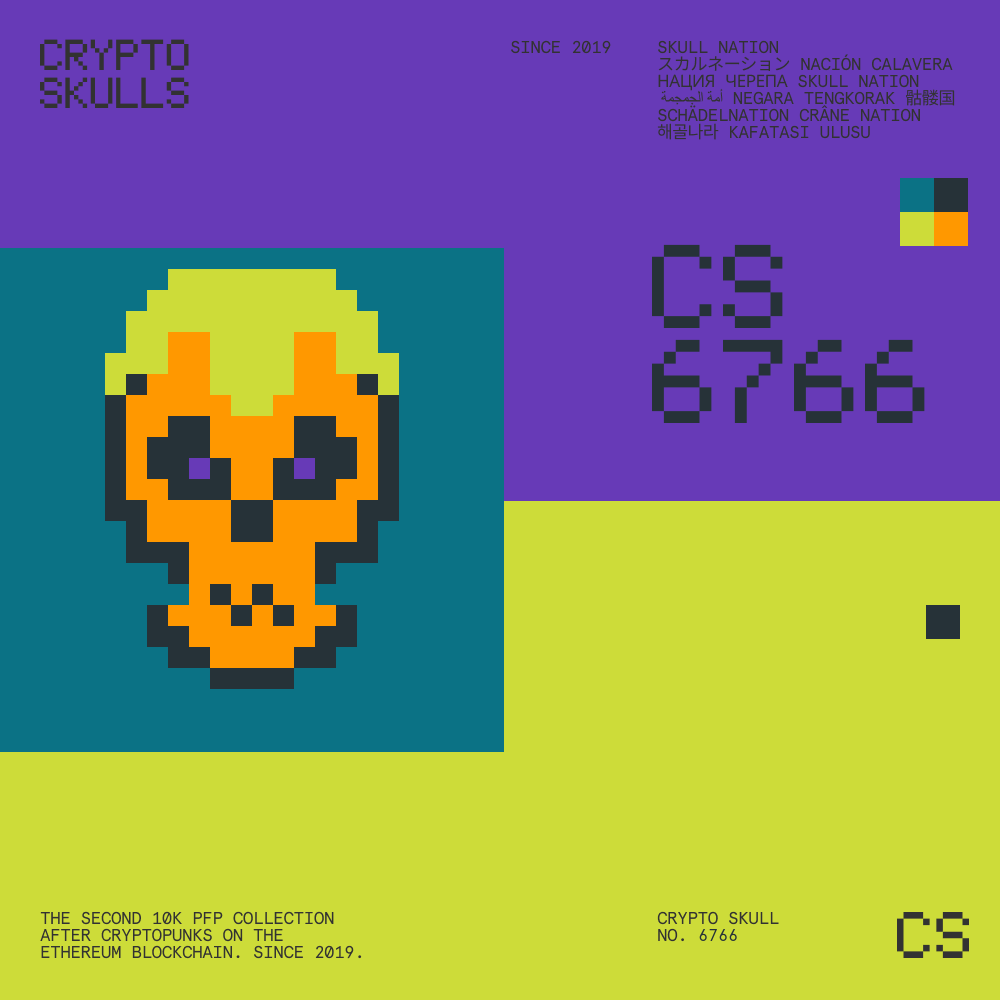 CRYPTO
SKULLS
SINCE 2019
SKULL NATION
スカルネーション NACIÓN CALAVERA
НАЦИЯ ЧЕРЕПА SKULL NATION
أمة الجمجمة NEGARA TENGKORAK 骷髅国
SCHÄDELNATION CRÂNE NATION
해골나라 KAFATASI ULUSU
CS
6766
THE SECOND 10K PFP COLLECTION
AFTER CRYPTOPUNKS ON THE
ETHEREUM BLOCKCHAIN. SINCE 2019.
CRYPTO SKULL
NO. 6766
CS